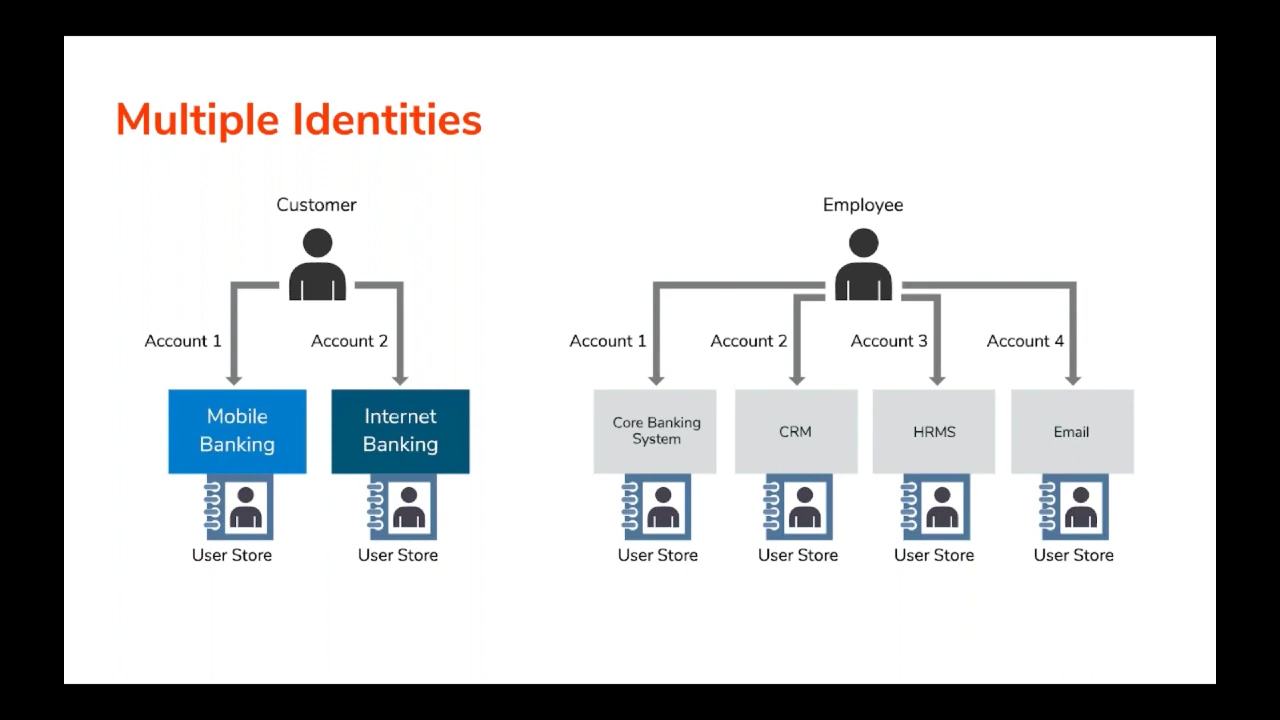 Multiple Identities
Customer
Account 1
Account 2
Mobile
Banking
Internet
Banking
User Store
User Store
Employee
Account 1
Account 2
Account 3
Account 4
Core Banking
System
CRM
HRMS
Email
User Store
User Store
User Store
User Store